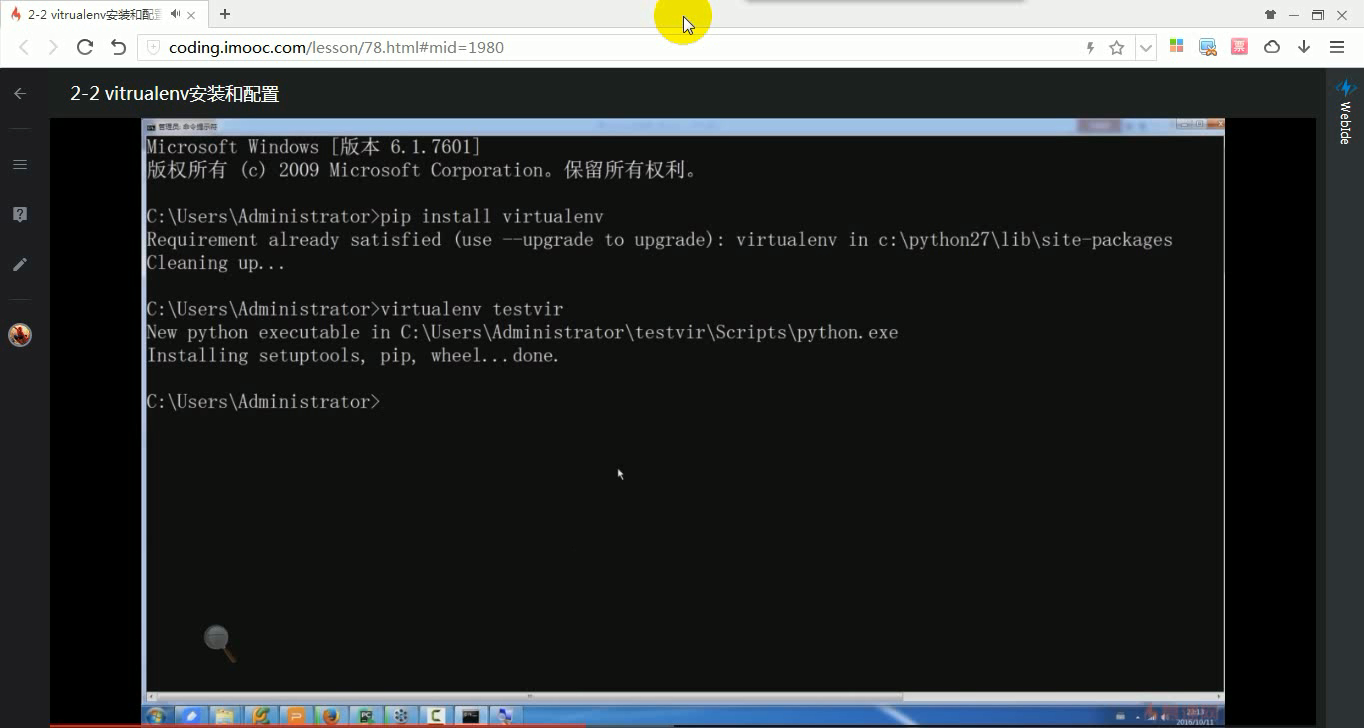 2-2 vitrualenv安装和配
coding.imooc.com/lesson/78.html#mid=1980
票
2-2 vitrualenv安装和配置
WebIde
管理员: 命令提示符
Microsoft Windows [版本 6.1.7601]
版权所有 (c) 2009 Microsoft Corporation。保留所有权利。
C:\Users\Administrator>pip install virtualenv
Requirement already satisfied (use --upgrade to upgrade): virtualenv in c:\python27\lib\site-packages
Cleaning up...
C:\Users\Administrator>virtualenv testvir
New python executable in C:\Users\Administrator\testvir\Scripts\python.exe
Installing setuptools, pip, wheel...done.
C:\Users\Administrator>
23:13
2016/10/11